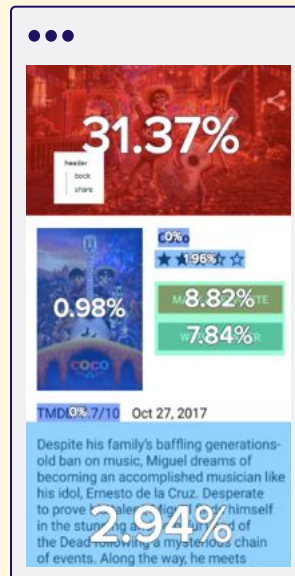 31.37%
header
back
share
0%
1.96%
8.82%
0.98%
7.84%
COCO
0%
7/10 Oct 27, 2017
Despite his family's baffling generations-
old ban on music, Miguel dreams of
becoming an accomplished musician like
his idol, Ernesto de la Cruz. Desperate
to prove himself
in the
2.94%
the Dead following a mysterious chain
of events. Along the way, he meets